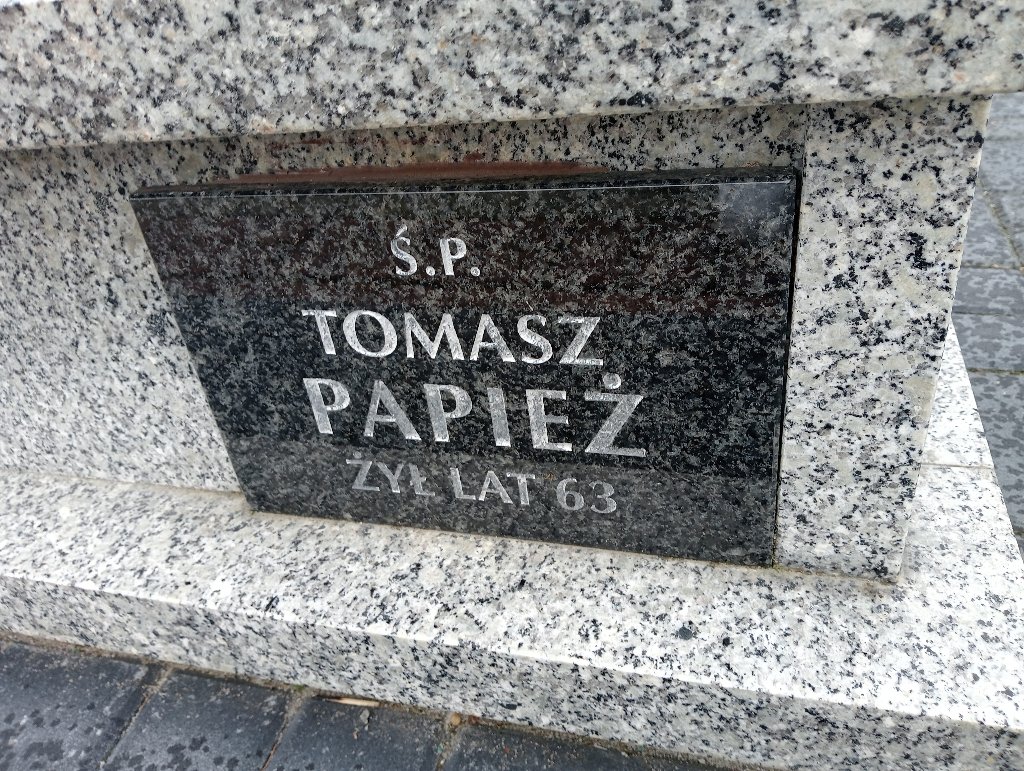 Ś.P.
TOMASZ
PAPIEŻ
ŻYŁ LAT 63